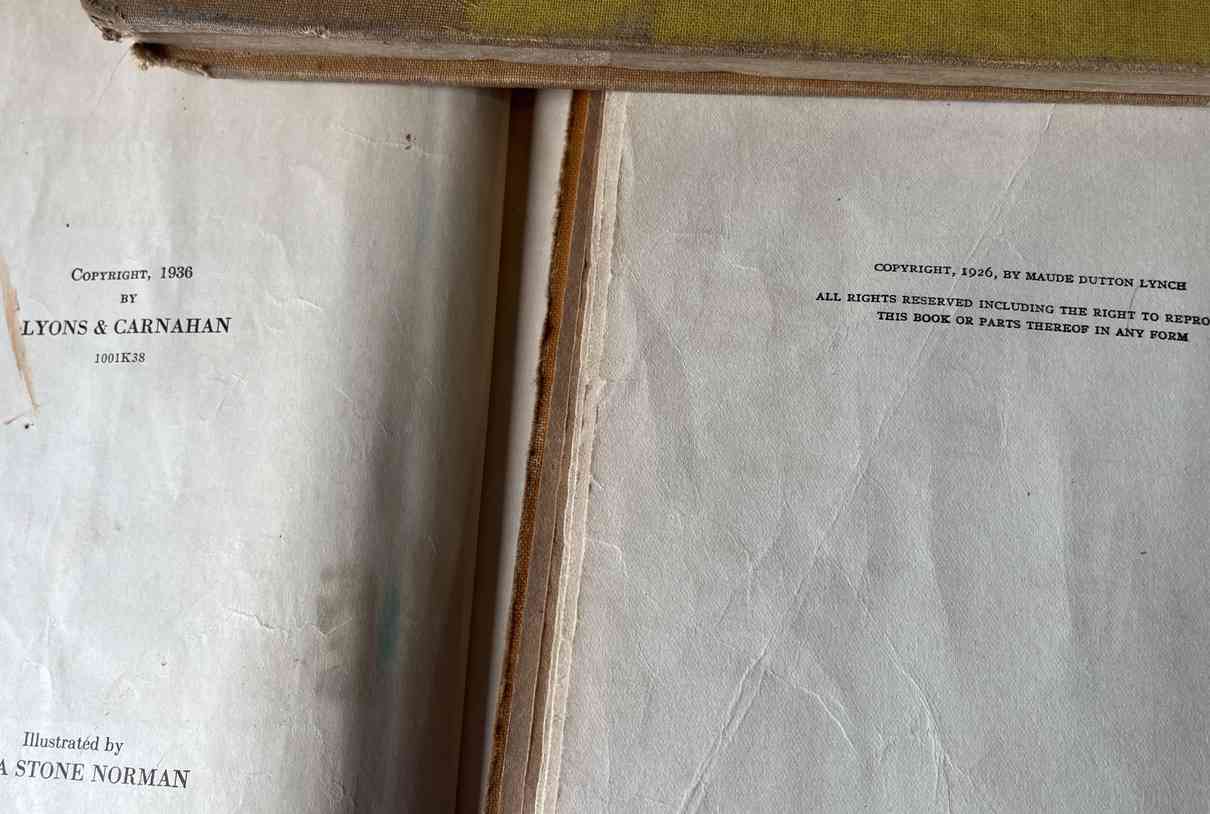 COPYRIGHT, 1936
BY
LYONS & CARNAHAN
1001K38
Illustrated by
A STONE NORMAN
COPYRIGHT, 1926, BY MAUDE DUTTON LYNCH
ALL RIGHTS RESERVED INCLUDING THE RIGHT TO REPRO
THIS BOOK OR PARTS THEREOF IN ANY FORM